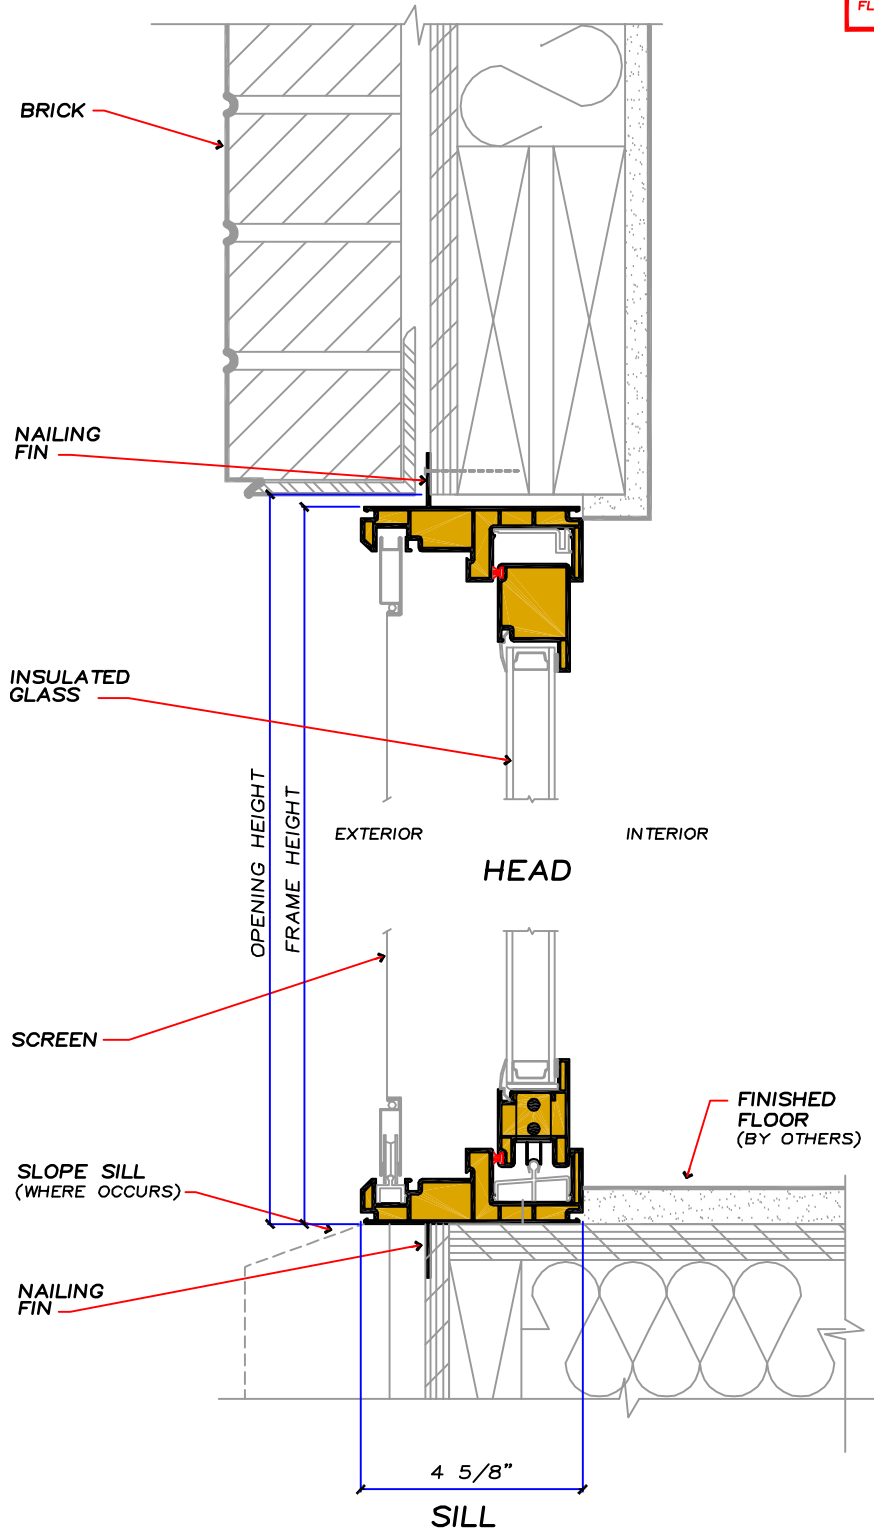 FL
BRICK
NAILING
FIN
INSULATED
GLASS
OPENING HEIGHT
FRAME HEIGHT
EXTERIOR
INTERIOR
HEAD
SCREEN
FINISHED
FLOOR
(BY OTHERS)
SLOPE SILL
(WHERE OCCURS)
NAILING
FIN
4 5/8"
SILL